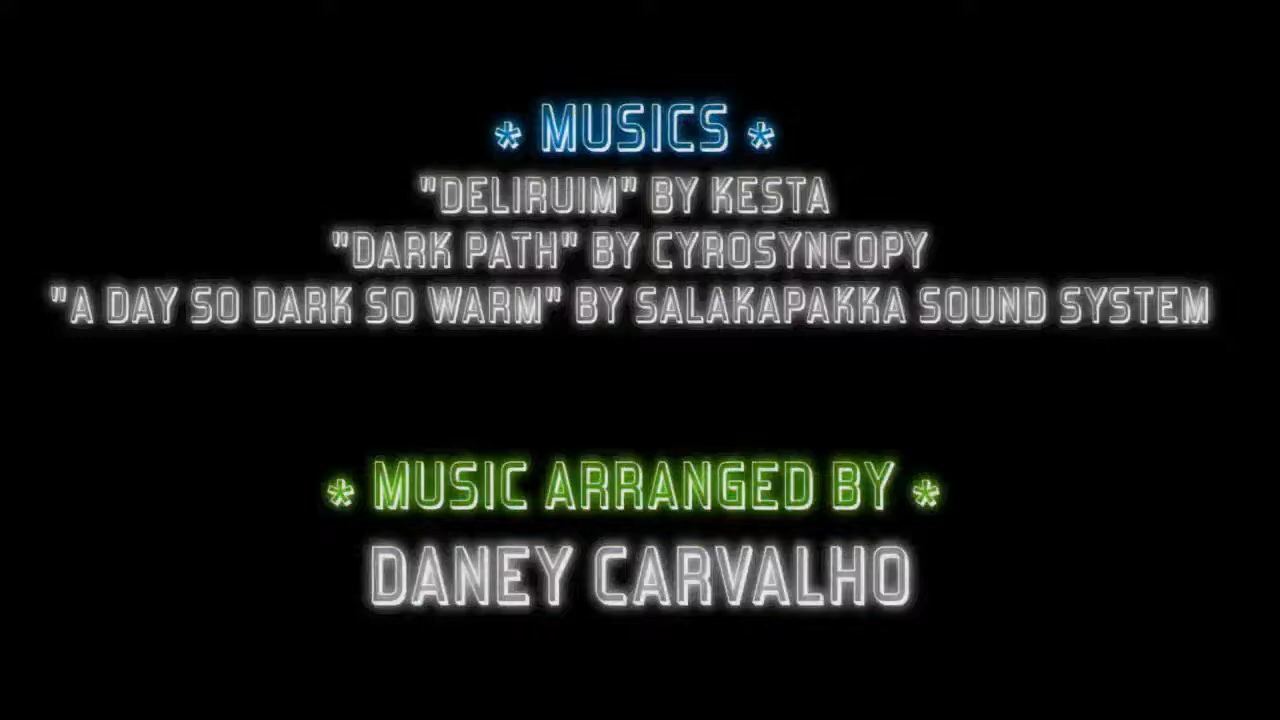 * MUSICS *
"DELIRUIM" BY KESTA
"DARK PATH" BY CYROSYNCOPY
"A DAY SO DARK SO WARM" BY SALAKAPAKKA SOUND SYSTEM
* MUSIC ARRANGED BY *
DANEY CARVALHO